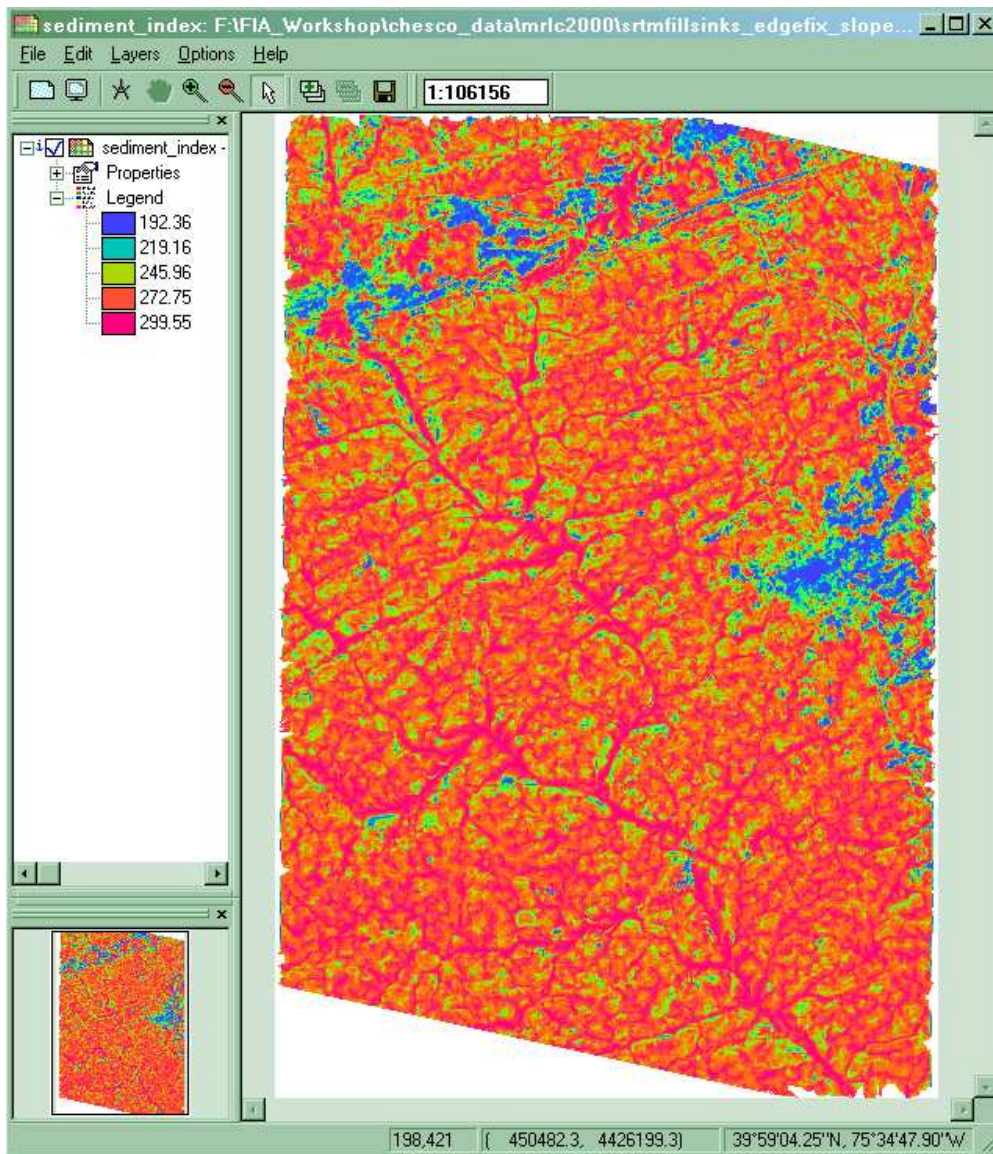 sediment_index: F:\FIA_Workshop\chesco_data\mrlc2000\srtmfillsinks_edgefix_slope...
File Edit Layers Options Help
1:106156
sediment_index -
Properties
Legend
192.36
219.16
245.96
272.75
299.55
198,421 ( 450482.3, 4426199.3) 39°59'04.25"N, 75°34'47.90"W